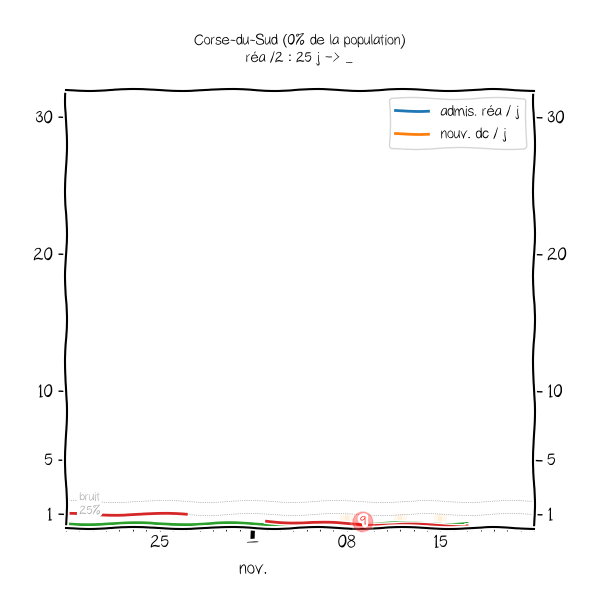 Corse-du-Sud (0% de la population)
réa /2 : 25 j -> _
admis. réa / j
nouv. dc / j
30
30
20
20
10
10
5
5
bruit
25%
1
1
9
25
08
15
nov.